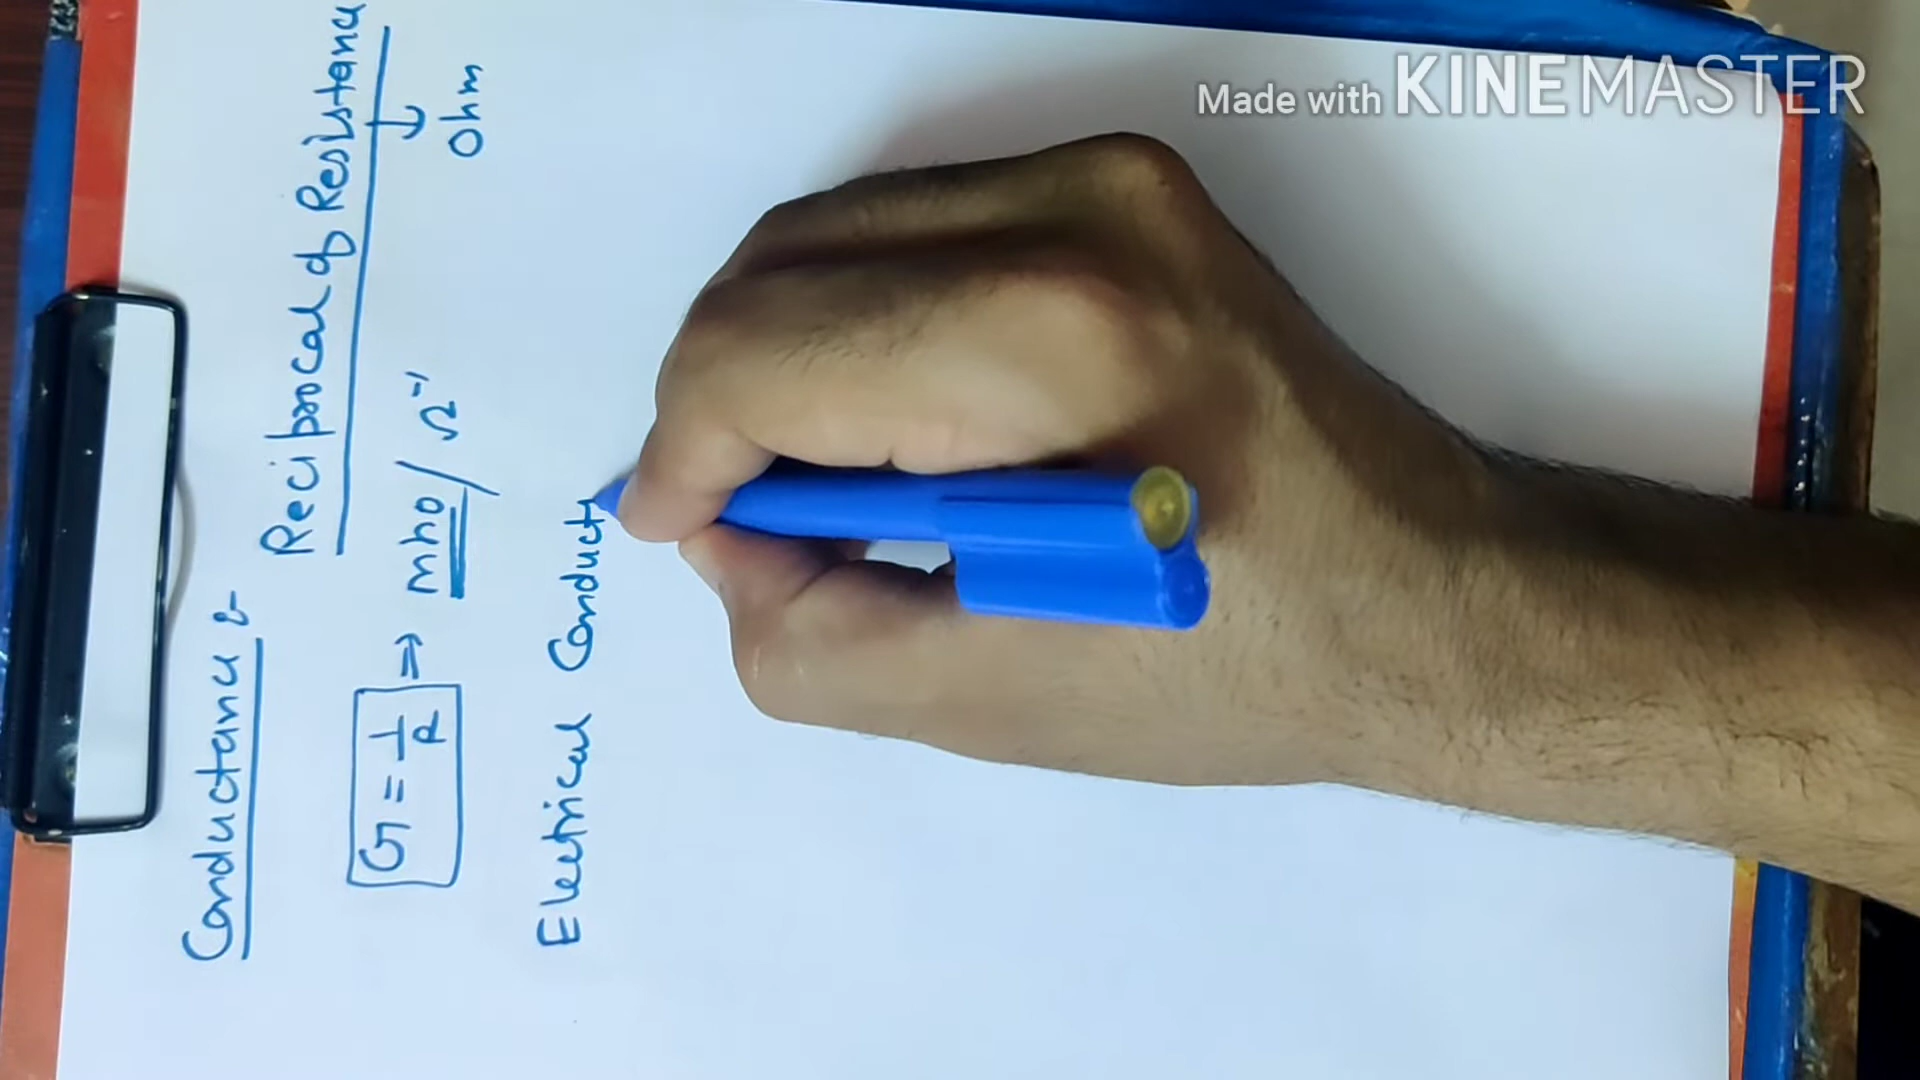 Conductance :-
Reciprocal of Resistance
↓
G = 1/R ⇒ mho / Ω⁻¹
Ohm
Electrical Conduct
Made with KINEMASTER